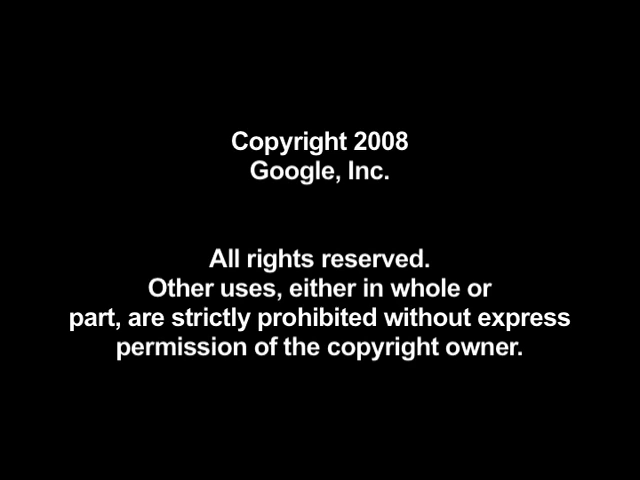 Copyright 2008
Google, Inc.
All rights reserved.
Other uses, either in whole or
part, are strictly prohibited without express
permission of the copyright owner.